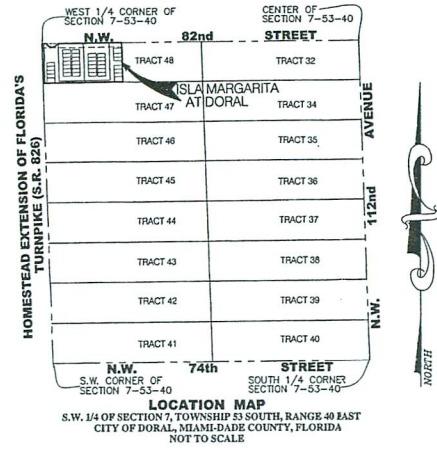 WEST 1/4 CORNER OF
SECTION 7-53-40
CENTER OF
SECTION 7-53-40
N.W. 82nd STREET
TRACT 48
TRACT 32
ISLA MARGARITA
AT DORAL
TRACT 47
TRACT 34
TRACT 46
TRACT 35
TRACT 45
TRACT 36
TRACT 44
TRACT 37
TRACT 43
TRACT 38
TRACT 42
TRACT 39
TRACT 41
TRACT 40
HOMESTEAD EXTENSION OF FLORIDA'S
TURNPIKE (S.R. 826)
N.W. 112nd AVENUE
NORTH
N.W. 74th STREET
S.W. CORNER OF
SECTION 7-53-40
SOUTH 1/4 CORNER
SECTION 7-53-40
LOCATION MAP
S.W. 1/4 OF SECTION 7, TOWNSHIP 53 SOUTH, RANGE 40 EAST
CITY OF DORAL, MIAMI-DADE COUNTY, FLORIDA
NOT TO SCALE